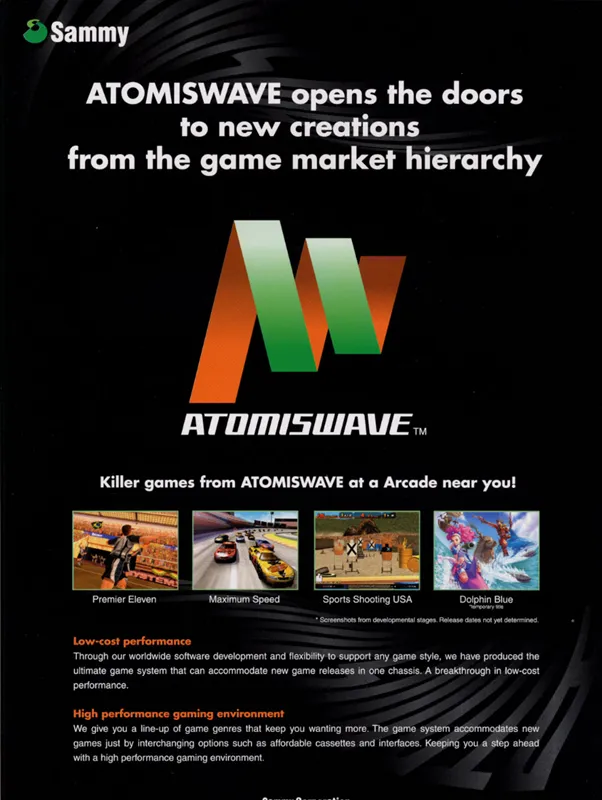 Sammy
ATOMISWAVE opens the doors
to new creations
from the game market hierarchy
ATOMISWAVE TM
Killer games from ATOMISWAVE at a Arcade near you!
Premier Eleven
Maximum Speed
Sports Shooting USA
Dolphin Blue
*temporary title
* Screenshots from developmental stages. Release dates not yet determined.
Low-cost performance
Through our worldwide software development and flexibility to support any game style, we have produced the
ultimate game system that can accommodate new game releases in one chassis. A breakthrough in low-cost
performance.
High performance gaming environment
We give you a line-up of game genres that keep you wanting more. The game system accommodates new
games just by interchanging options such as affordable cassettes and interfaces. Keeping you a step ahead
with a high performance gaming environment.
Sammy Corporation